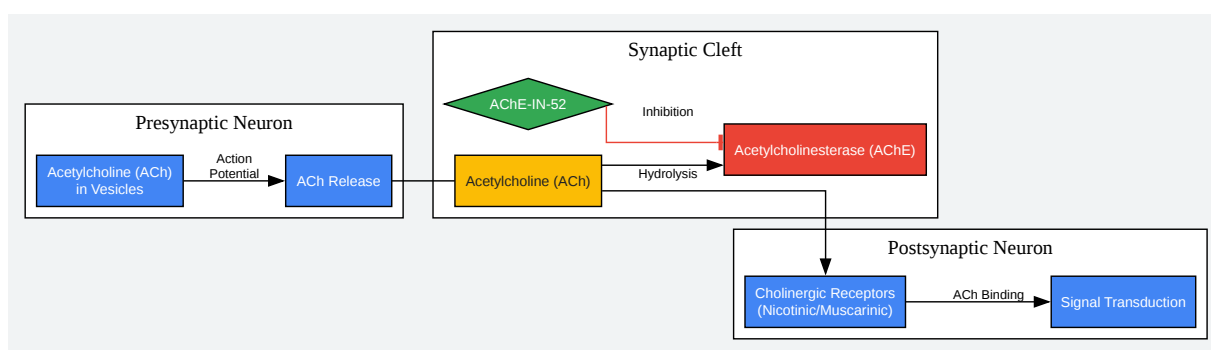 Synaptic Cleft
AChE-IN-52
Inhibition
Presynaptic Neuron
Acetylcholinesterase (AChE)
Acetylcholine (ACh)
in Vesicles
Action
Potential
ACh Release
Acetylcholine (ACh)
Hydrolysis
Postsynaptic Neuron
Cholinergic Receptors
(Nicotinic/Muscarinic)
ACh Binding
Signal Transduction